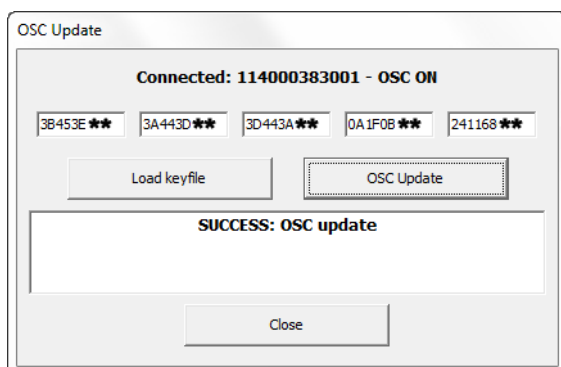 OSC Update
Connected: 114000383001 - OSC ON
3B453E** 3A443D** 3D443A** 0A1F0B** 241168**
Load keyfile OSC Update
SUCCESS: OSC update
Close